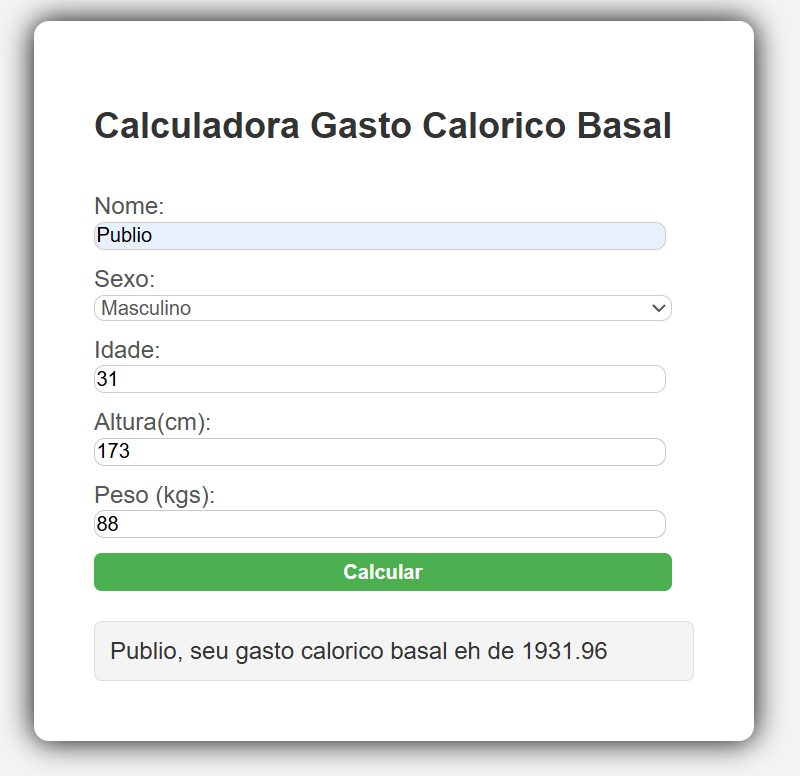 Calculadora Gasto Calorico Basal
Nome:
Publio
Sexo:
Masculino
Idade:
31
Altura(cm):
173
Peso (kgs):
88
Calcular
Publio, seu gasto calorico basal eh de 1931.96